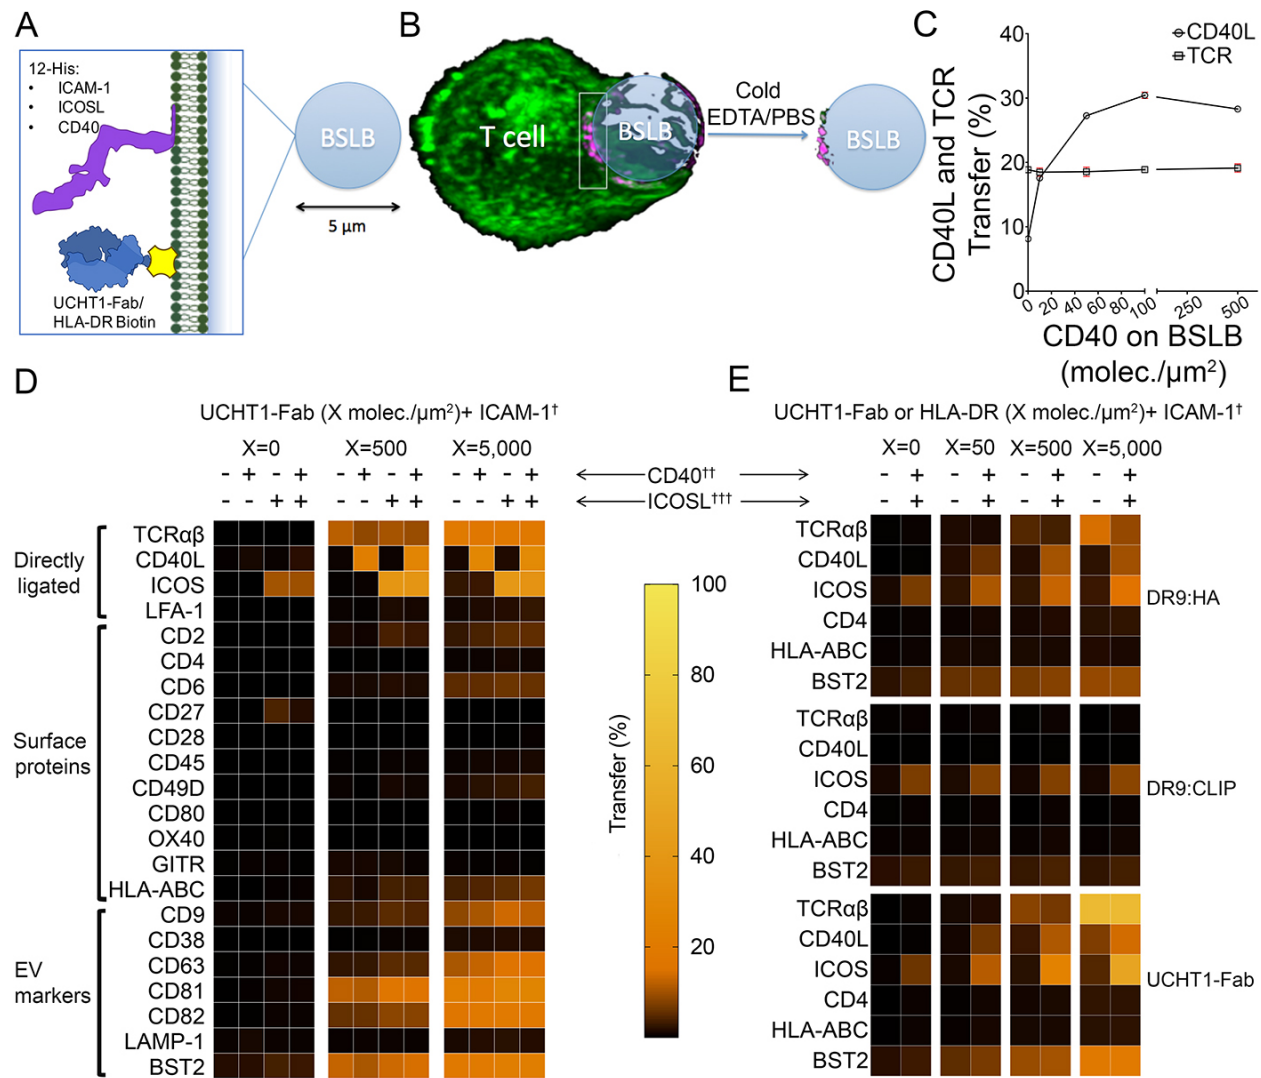 A
12-His:
• ICAM-1
• ICOSL
• CD40
UCHT1-Fab/
HLA-DR Biotin
BSLB
5 μm
B
T cell
BSLB
Cold
EDTA/PBS
BSLB
C
CD40L and TCR
Transfer (%)
40
30
20
10
0
CD40L
TCR
0 20 40 60 80 100 250 500
CD40 on BSLB
(molec./μm²)
D
UCHT1-Fab (X molec./μm²)+ ICAM-1†
X=0 X=500 X=5,000
- + - + - + - + - + - +
- - + + - - + + - - + +
CD40††
ICOSL†††
Directly
ligated
TCRαβ
CD40L
ICOS
LFA-1
Surface
proteins
CD2
CD4
CD6
CD27
CD28
CD45
CD49D
CD80
OX40
GITR
HLA-ABC
EV
markers
CD9
CD38
CD63
CD81
CD82
LAMP-1
BST2
Transfer (%)
100
80
60
40
20
E
UCHT1-Fab or HLA-DR (X molec./μm²)+ ICAM-1†
X=0 X=50 X=500 X=5,000
- + - + - + - +
- + - + - + - +
TCRαβ
CD40L
ICOS
CD4
HLA-ABC
BST2
DR9:HA
TCRαβ
CD40L
ICOS
CD4
HLA-ABC
BST2
DR9:CLIP
TCRαβ
CD40L
ICOS
CD4
HLA-ABC
BST2
UCHT1-Fab